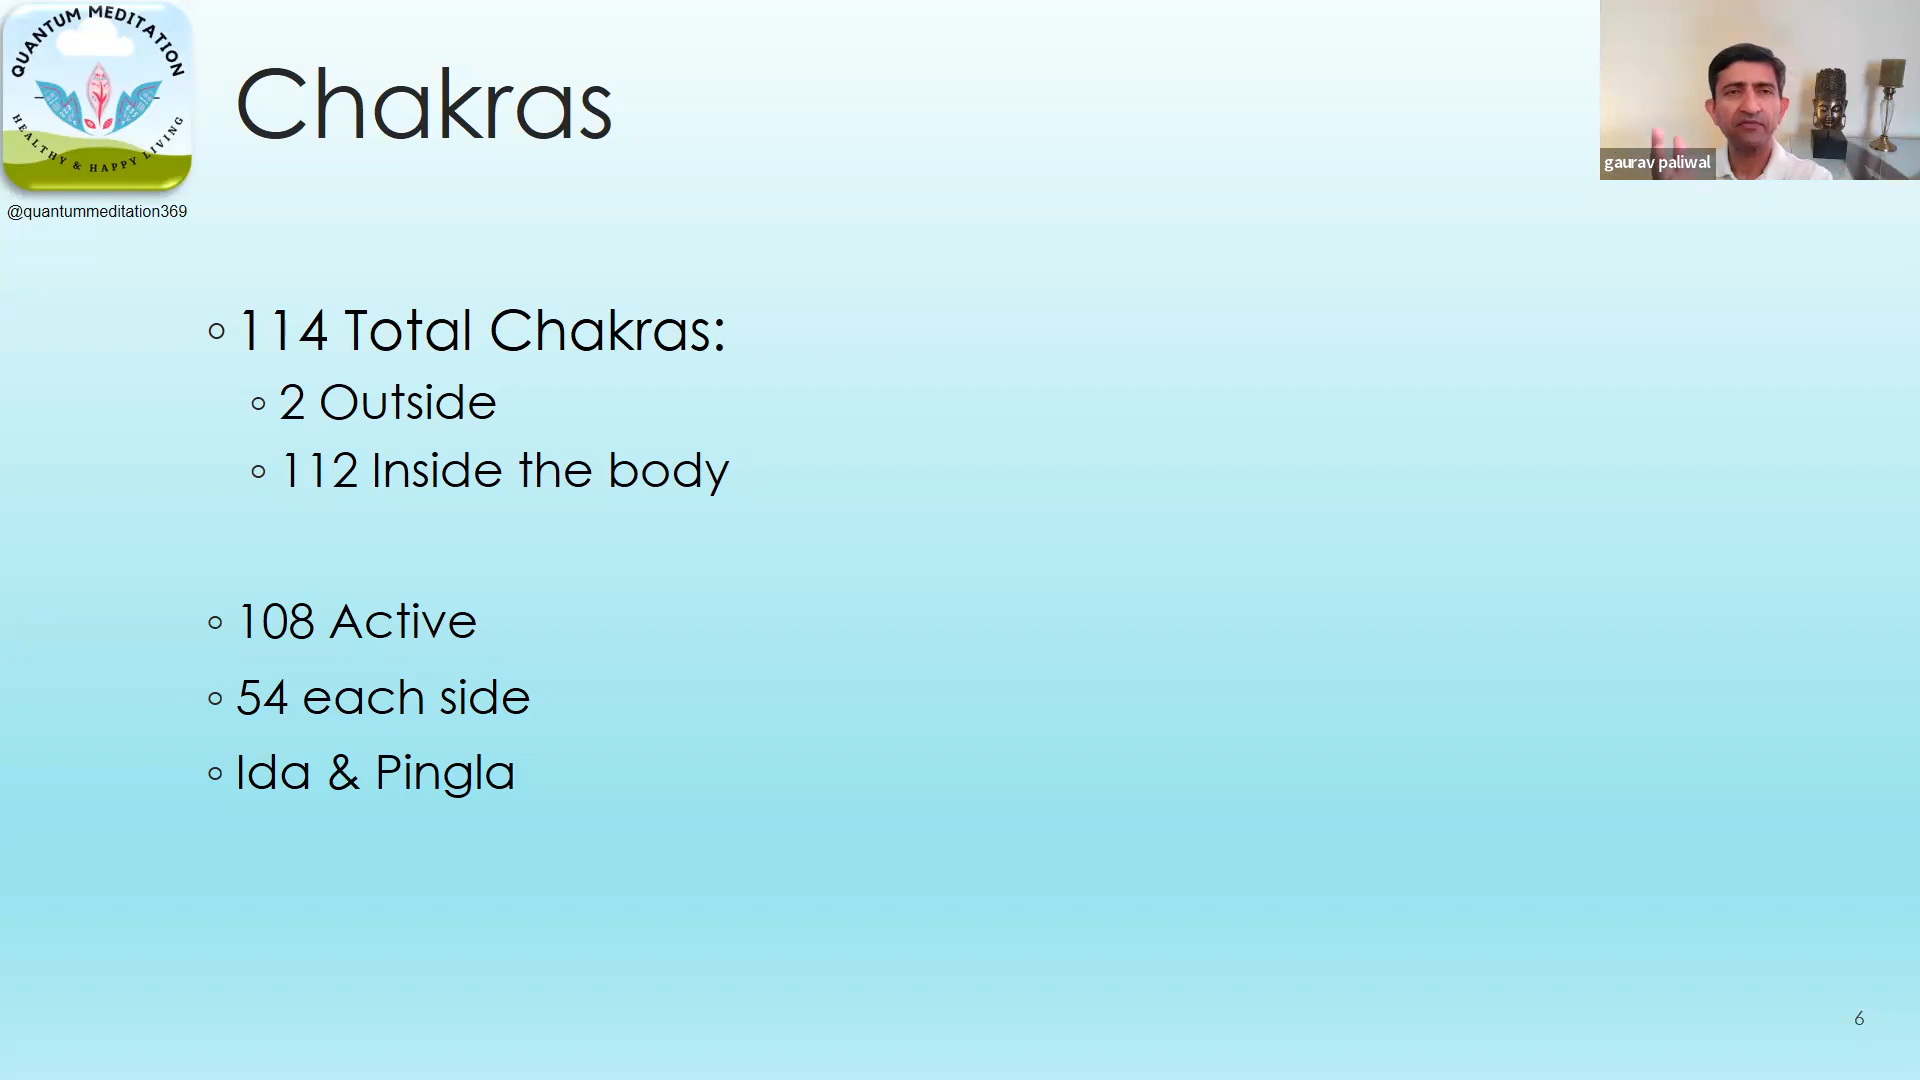 QUANTUM MEDITATION
HEALTHY & HAPPY LIVING
@quantummeditation369
Chakras
gaurav paliwal
114 Total Chakras:
2 Outside
112 Inside the body
108 Active
54 each side
Ida & Pingla
6